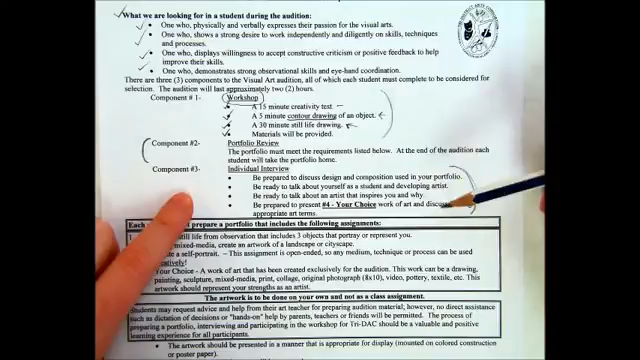 What we are looking for in a student during the audition:
• One who, physically and verbally expresses their passion for the visual arts.
• One who, shows a strong desire to work independently and diligently on skills, techniques
and processes.
• One who, displays willingness to accept constructive criticism or positive feedback to help
improve their skills.
• One who, demonstrates strong observational skills and eye-hand coordination.
There are three (3) components to the Visual Art audition, all of which each student must complete to be considered for
selection. The audition will last approximately two (2) hours.
Component # 1- Workshop
• A 15 minute creativity test
• A 5 minute contour drawing of an object.
• A 30 minute still life drawing.
• Materials will be provided.
Component #2- Portfolio Review
The portfolio must meet the requirements listed below. At the end of the audition each
student will take the portfolio home.
Component #3- Individual Interview
• Be prepared to discuss design and composition used in your portfolio.
• Be ready to talk about yourself as a student and developing artist.
• Be ready to talk about an artist that inspires you and why
• Be prepared to present #4 - Your Choice work of art and discuss
appropriate art terms.
Each prepare a portfolio that includes the following assignments:
1 still life from observation that includes 3 objects that portray or represent you.
mixed-media, create an artwork of a landscape or cityscape.
a self-portrait. – This assignment is open-ended, so any medium, technique or process can be used
Your Choice - A work of art that has been created exclusively for the audition. This work can be a drawing,
painting, sculpture, mixed-media, print, collage, original photograph (8x10), video, pottery, textile, etc. This
artwork should represent your strengths as an artist.
The artwork is to be done on your own and not as a class assignment.
Students may request advice and help from their art teacher for preparing audition material; however, no direct assistance
such as dictation of decisions or "hands-on" help by parents, teachers or friends will be permitted. The process of
preparing a portfolio, interviewing and participating in the workshop for Tri-DAC should be a valuable and positive
learning experience for all participants.
• The artwork should be presented in a manner that is appropriate for display (mounted on colored
construction or poster paper).